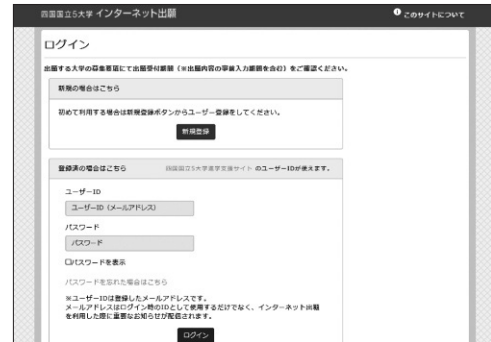 四国国立5大学 インターネット出願
このサイトについて
ログイン
出願する大学の募集要項にて出願受付期間（※出願内容の事前入力期間を含む）をご確認ください。
新規の場合はこちら
初めて利用する場合は新規登録ボタンからユーザー登録をしてください。
新規登録
登録済の場合はこちら 四国国立5大学進学支援サイト のユーザーIDが使えます。
ユーザーID
ユーザーID（メールアドレス）
パスワード
パスワード
パスワードを表示
パスワードを忘れた場合はこちら
※ユーザーIDは登録したメールアドレスです。
メールアドレスはログイン時のIDとして使用するだけでなく、インターネット出願
を利用した際に重要なお知らせが配信されます。
ログイン